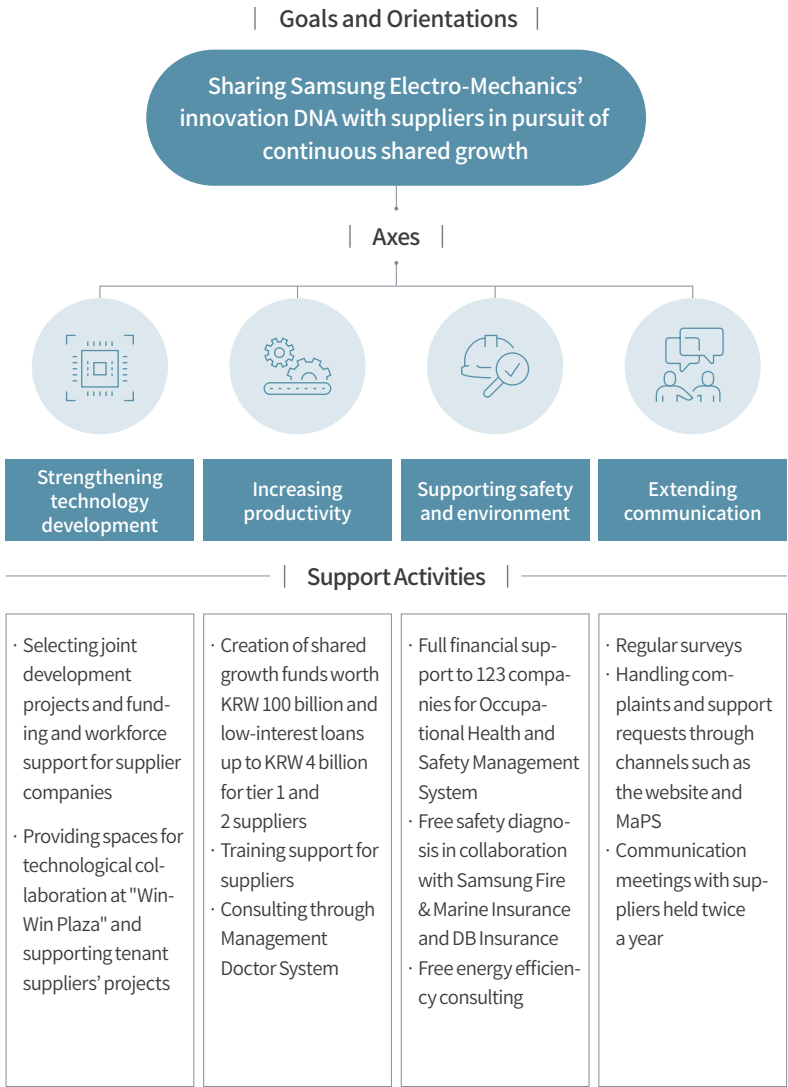 Goals and Orientations
Sharing Samsung Electro-Mechanics'
innovation DNA with suppliers in pursuit of
continuous shared growth
Axes
Strengthening
technology
development
Increasing
productivity
Supporting safety
and environment
Extending
communication
Support Activities
· Selecting joint
development
projects and fund-
ing and workforce
support for supplier
companies
· Providing spaces for
technological col-
laboration at "Win-
Win Plaza" and
supporting tenant
suppliers' projects
· Creation of shared
growth funds worth
KRW 100 billion and
low-interest loans
up to KRW 4 billion
for tier 1 and
2 suppliers
· Training support for
suppliers
· Consulting through
Management
Doctor System
· Full financial sup-
port to 123 compa-
nies for Occupa-
tional Health and
Safety Management
System
· Free safety diagno-
sis in collaboration
with Samsung Fire
& Marine Insurance
and DB Insurance
· Free energy efficien-
cy consulting
· Regular surveys
· Handling com-
plaints and support
requests through
channels such as
the website and
MaPS
· Communication
meetings with sup-
pliers held twice
a year